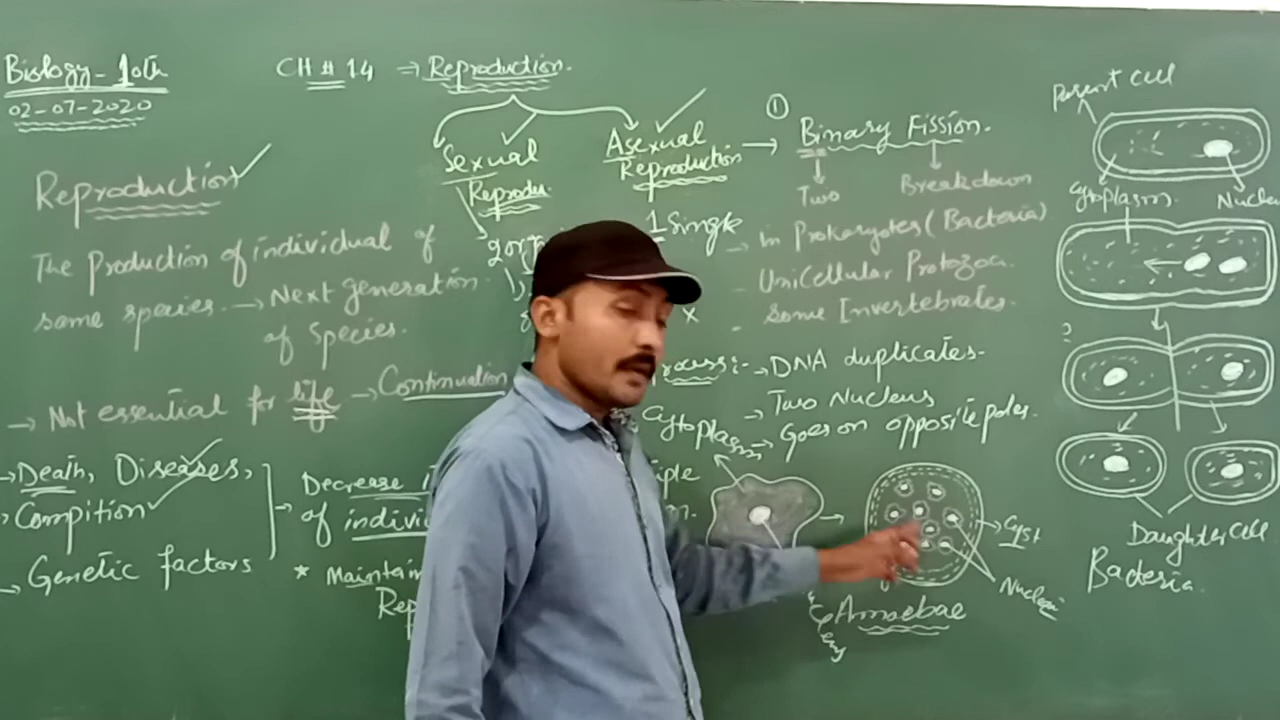 Biology - 10th
02-07-2020
CH # 14 → Reproduction.
Reproduction
The Production of individual of
same species. → Next generation
of Species.
→ Not essential for life → Continuation
→ Death, Diseases,
Compition
→ Genetic factors
→ Decrease
of
* Maintain
Sexual
Reprodu.
Asexual
Reproduction →
1 Single
x
① Binary Fission.
Two
Breakdown
→ In Prokaryotes (Bacteria)
- Unicellular Protozoa.
- Some Invertebrates.
→ DNA duplicates-
→ Two Nucleus
→ Goes on opposite poles.
Cytoplasm
Cyst
Nuclei
Amoebae
Parent cell
Cytoplasm.
Nucleu
Daughter Cell
Bacteria.